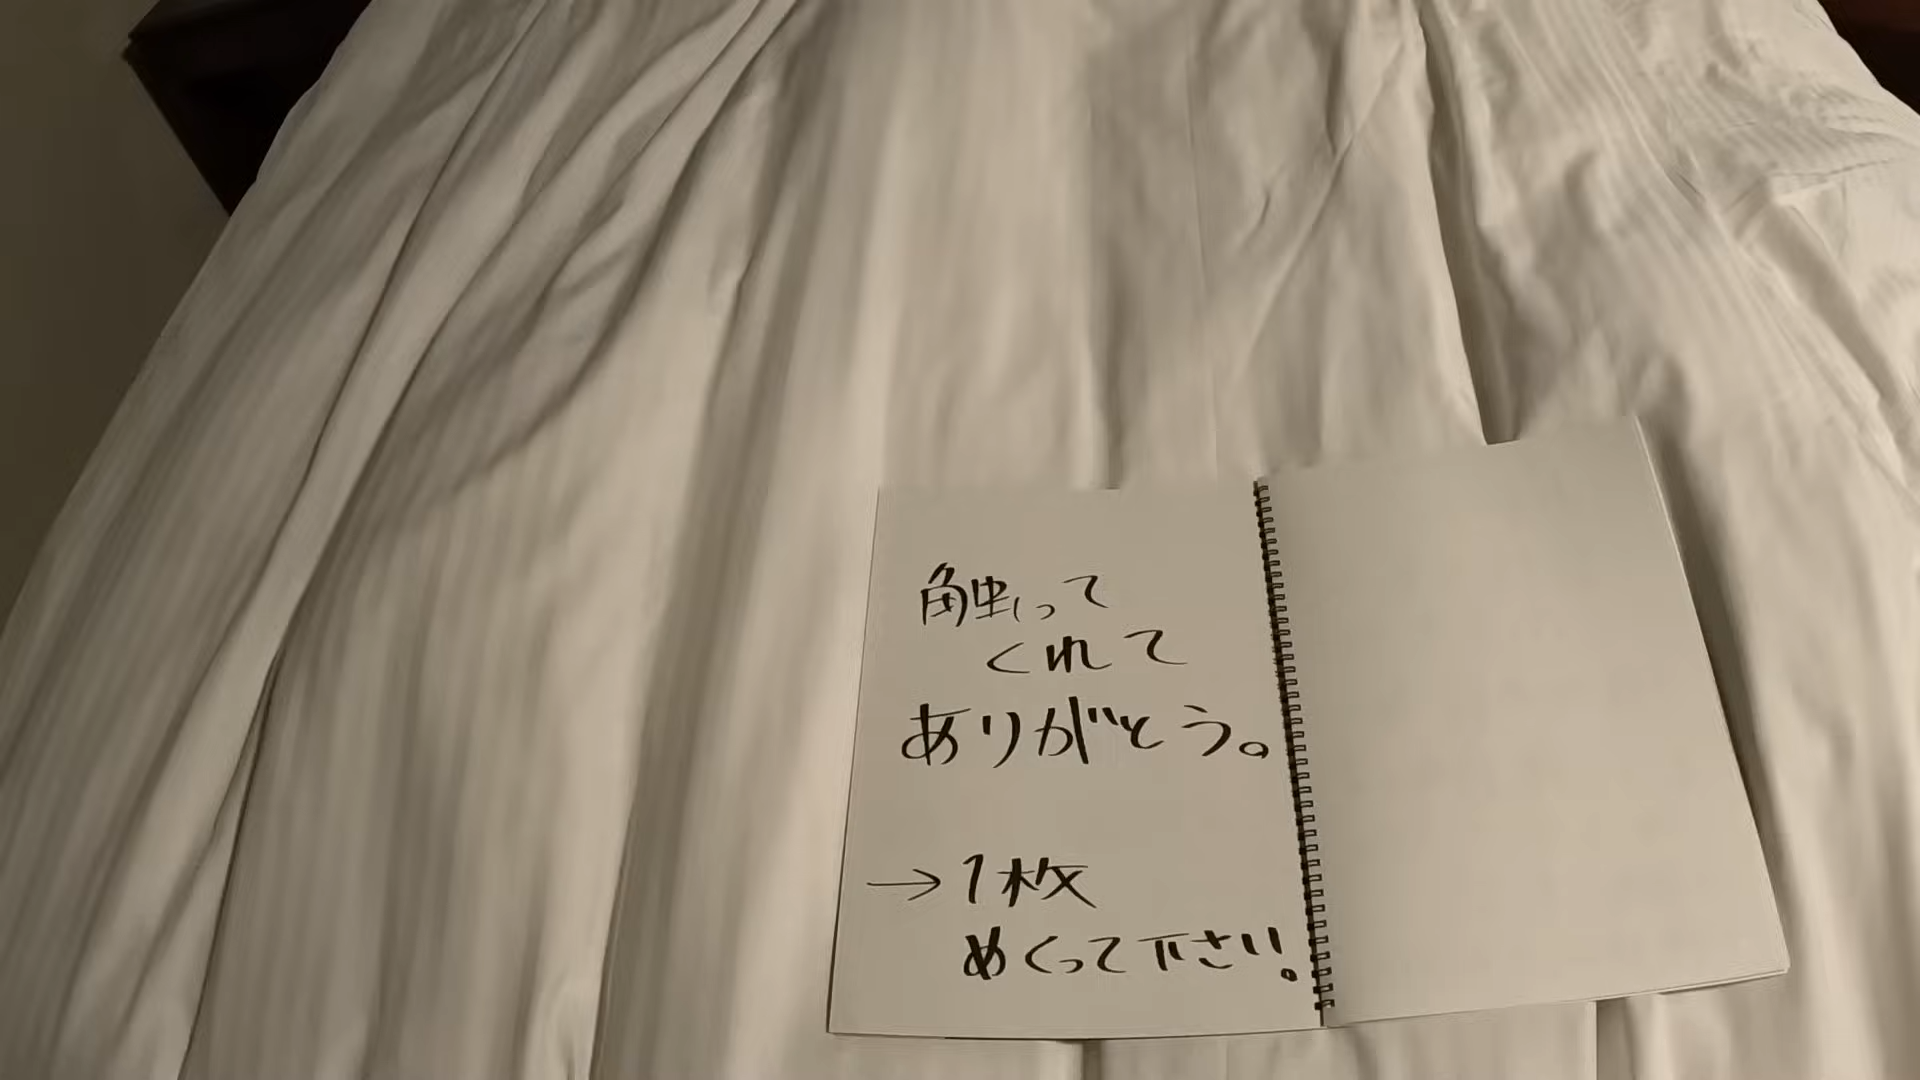 触って
くれて
ありがとう。
→1枚
めくって下さい。